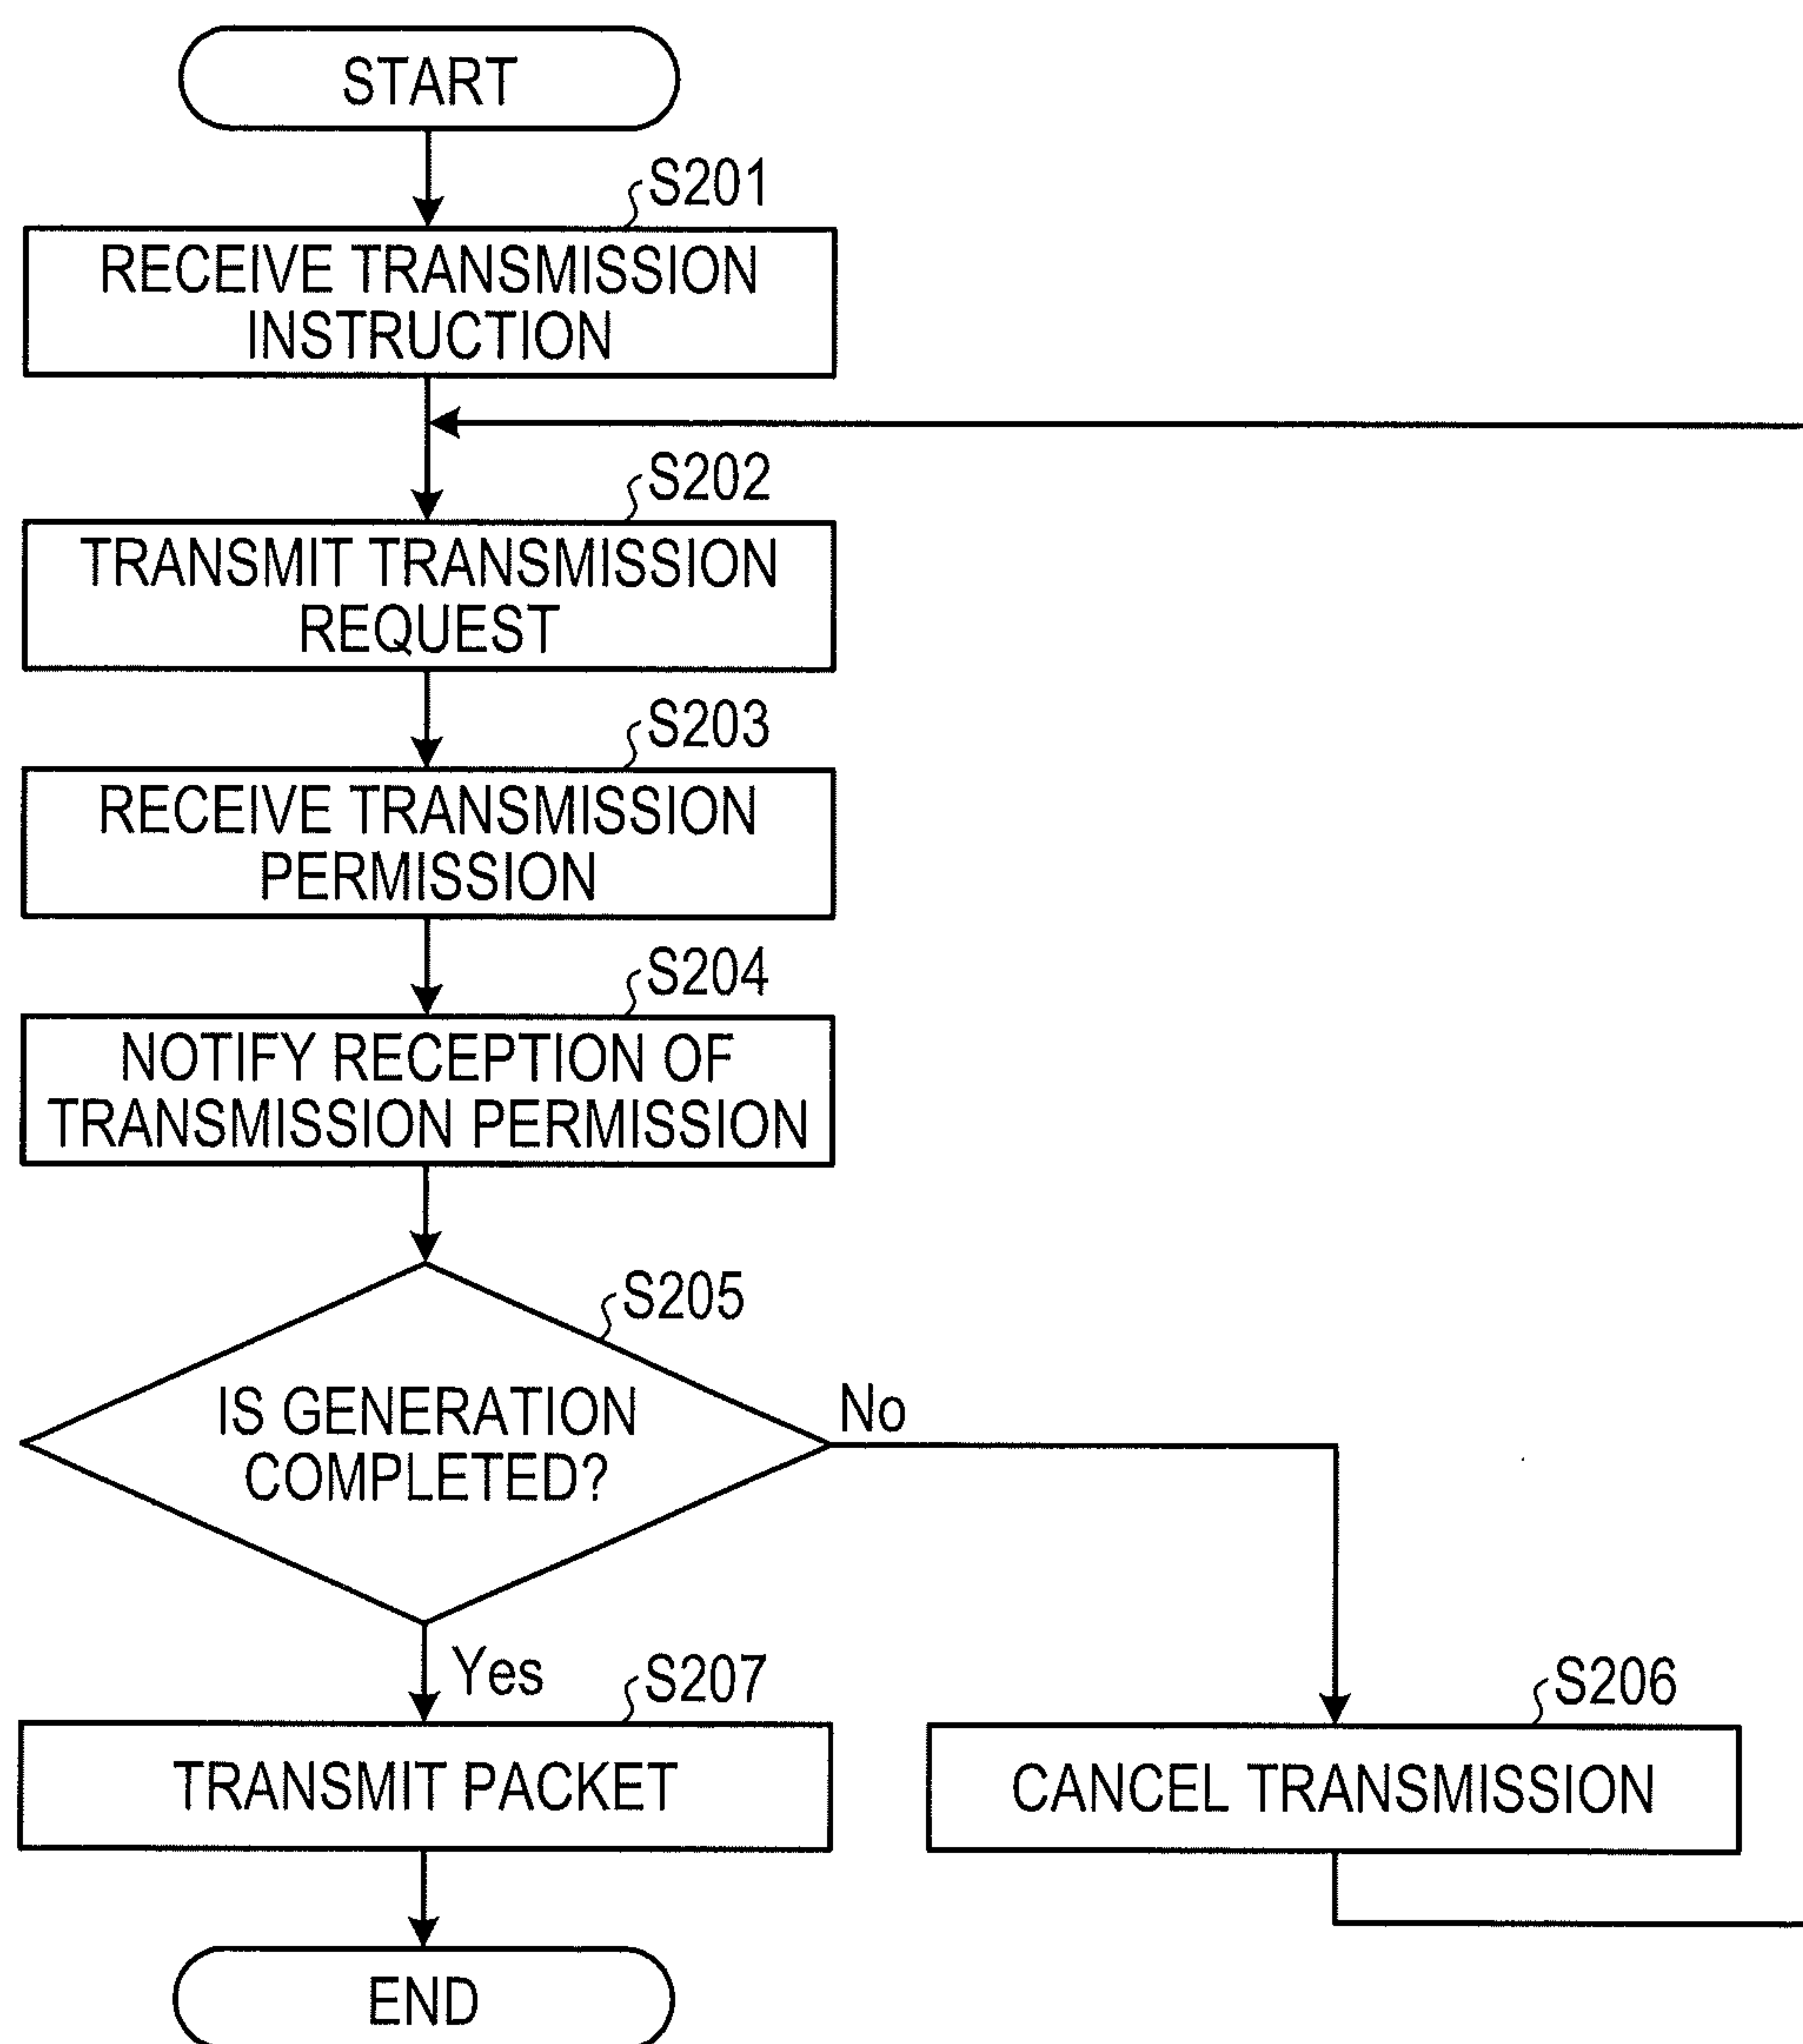 START
S201
RECEIVE TRANSMISSION
INSTRUCTION
S202
TRANSMIT TRANSMISSION
REQUEST
S203
RECEIVE TRANSMISSION
PERMISSION
S204
NOTIFY RECEPTION OF
TRANSMISSION PERMISSION
S205
IS GENERATION
COMPLETED?
No
Yes
S207
TRANSMIT PACKET
S206
CANCEL TRANSMISSION
END